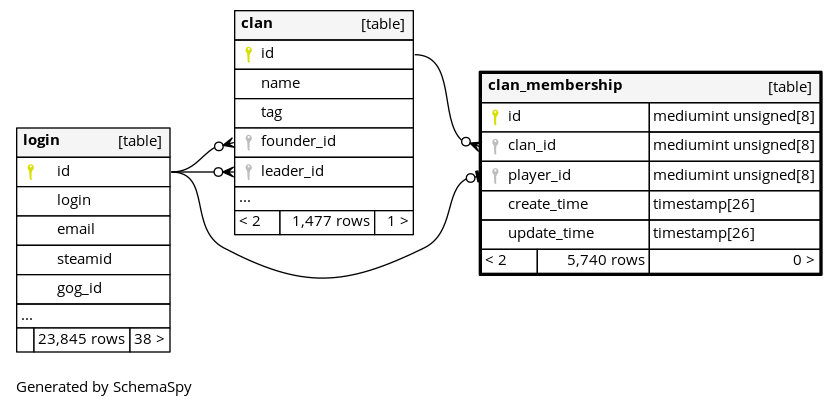 clan [table]
id
name
tag
founder_id
leader_id
...
< 2 1,477 rows 1 >
clan_membership [table]
id mediumint unsigned[8]
clan_id mediumint unsigned[8]
player_id mediumint unsigned[8]
create_time timestamp[26]
update_time timestamp[26]
< 2 5,740 rows 0 >
login [table]
id
login
email
steamid
gog_id
...
23,845 rows 38 >
Generated by SchemaSpy